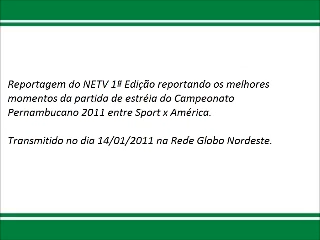 Reportagem do NETV 1ª Edição reportando os melhores
momentos da partida de estréia do Campeonato
Pernambucano 2011 entre Sport x América.
Transmitido no dia 14/01/2011 na Rede Globo Nordeste.